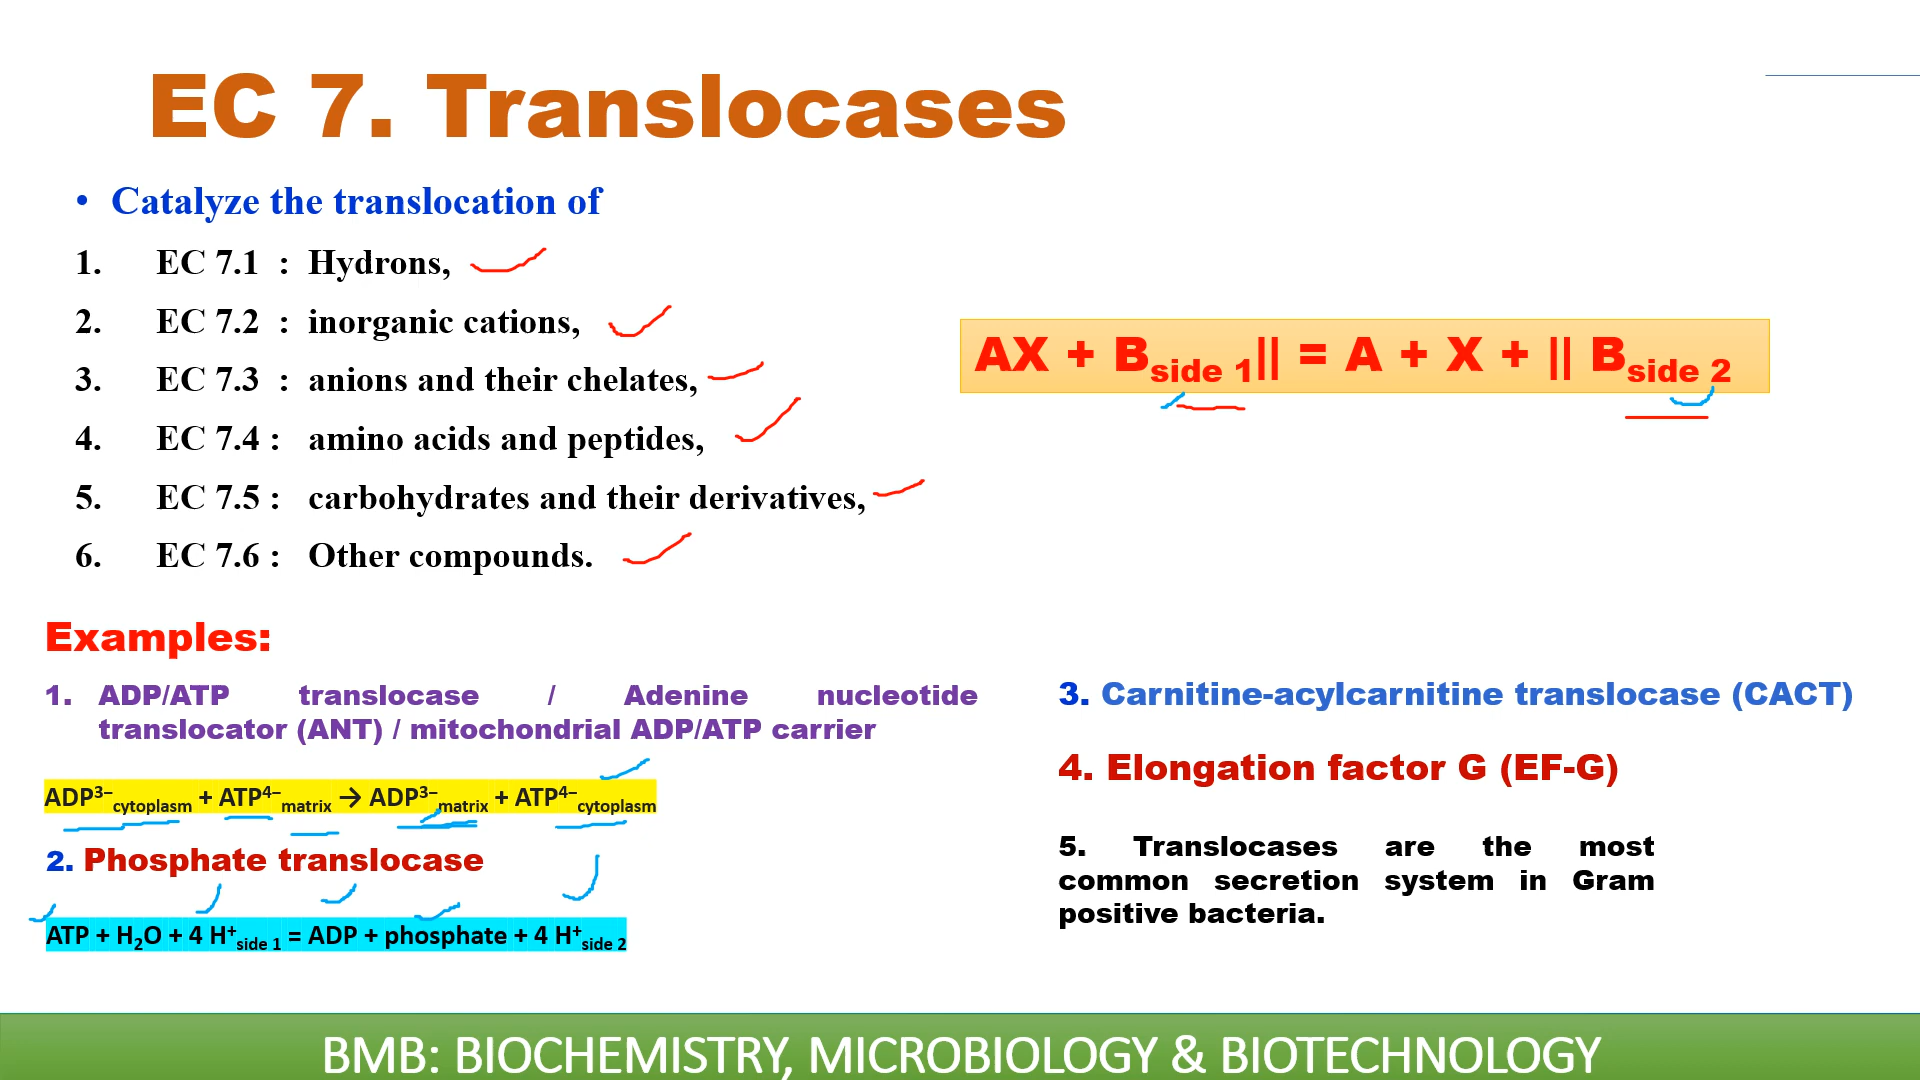 EC 7. Translocases
• Catalyze the translocation of
1. EC 7.1 : Hydrons,
2. EC 7.2 : inorganic cations,
3. EC 7.3 : anions and their chelates,
4. EC 7.4 : amino acids and peptides,
5. EC 7.5 : carbohydrates and their derivatives,
6. EC 7.6 : Other compounds.
AX + B side 1|| = A + X + || B side 2
Examples:
1. ADP/ATP translocase / Adenine nucleotide
translocator (ANT) / mitochondrial ADP/ATP carrier
ADP³⁻cytoplasm + ATP⁴⁻matrix → ADP³⁻matrix + ATP⁴⁻cytoplasm
2. Phosphate translocase
ATP + H₂O + 4 H⁺side 1 = ADP + phosphate + 4 H⁺side 2
3. Carnitine-acylcarnitine translocase (CACT)
4. Elongation factor G (EF-G)
5. Translocases are the most
common secretion system in Gram
positive bacteria.
BMB: BIOCHEMISTRY, MICROBIOLOGY & BIOTECHNOLOGY